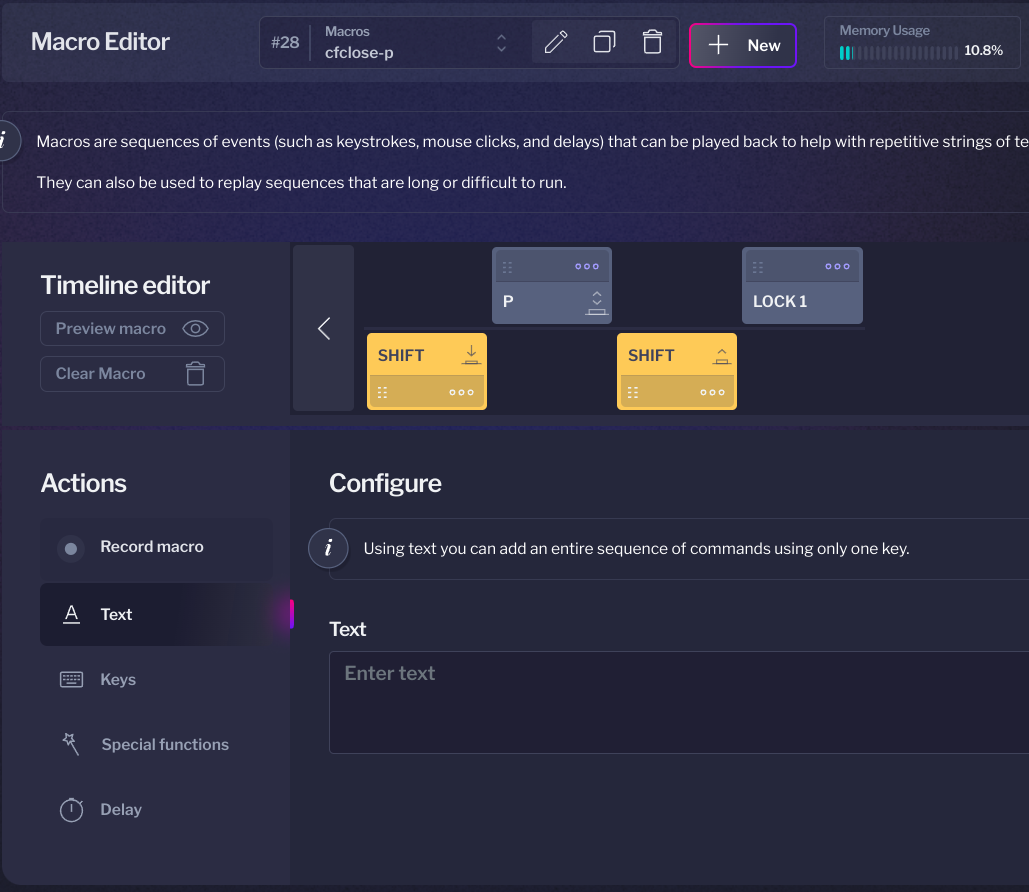 Macro Editor
#28
Macros
cfclose-p
New
Memory Usage
10.8%
i
Macros are sequences of events (such as keystrokes, mouse clicks, and delays) that can be played back to help with repetitive strings of te
They can also be used to replay sequences that are long or difficult to run.
Timeline editor
Preview macro
Clear Macro
P
LOCK 1
SHIFT
SHIFT
Actions
Record macro
A Text
Keys
Special functions
Delay
Configure
i
Using text you can add an entire sequence of commands using only one key.
Text
Enter text